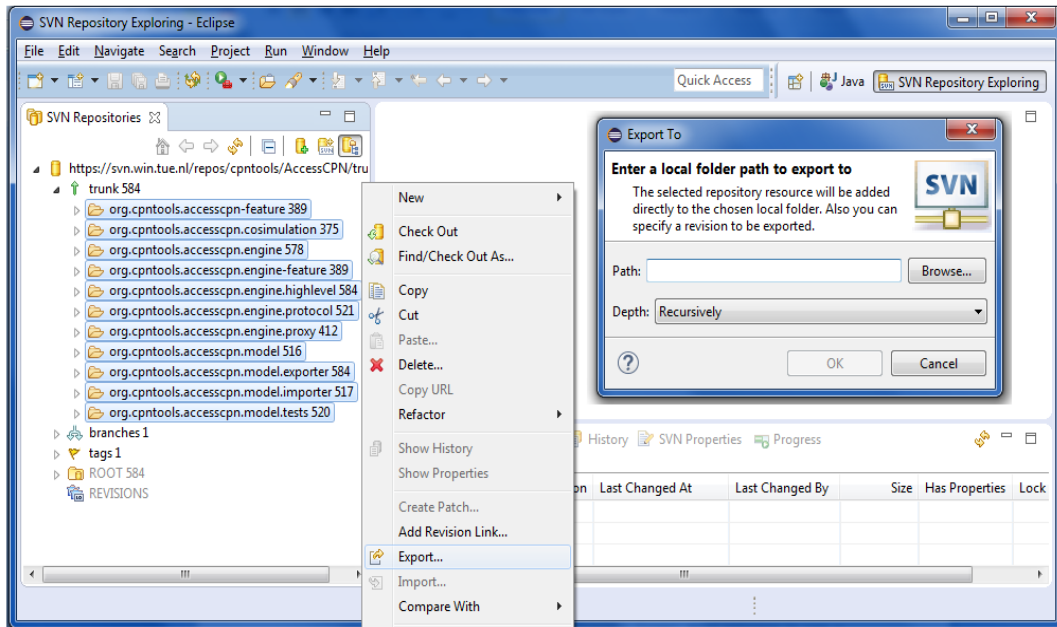 SVN Repository Exploring - Eclipse
File Edit Navigate Search Project Run Window Help
Quick Access
Java
SVN Repository Exploring
SVN Repositories
https://svn.win.tue.nl/repos/cpntools/AccessCPN/tru
trunk 584
org.cpntools.accesscpn-feature 389
org.cpntools.accesscpn.cosimulation 375
org.cpntools.accesscpn.engine 578
org.cpntools.accesscpn.engine-feature 389
org.cpntools.accesscpn.engine.highlevel 584
org.cpntools.accesscpn.engine.protocol 521
org.cpntools.accesscpn.engine.proxy 412
org.cpntools.accesscpn.model 516
org.cpntools.accesscpn.model.exporter 584
org.cpntools.accesscpn.model.importer 517
org.cpntools.accesscpn.model.tests 520
branches 1
tags 1
ROOT 584
REVISIONS
New
Check Out
Find/Check Out As...
Copy
Cut
Paste...
Delete...
Copy URL
Refactor
Show History
Show Properties
Create Patch...
Add Revision Link...
Export...
Import...
Compare With
Export To
Enter a local folder path to export to
The selected repository resource will be added
directly to the chosen local folder. Also you can
specify a revision to be exported.
SVN
Path:
Browse...
Depth: Recursively
OK
Cancel
History SVN Properties Progress
on Last Changed At Last Changed By Size Has Properties Lock